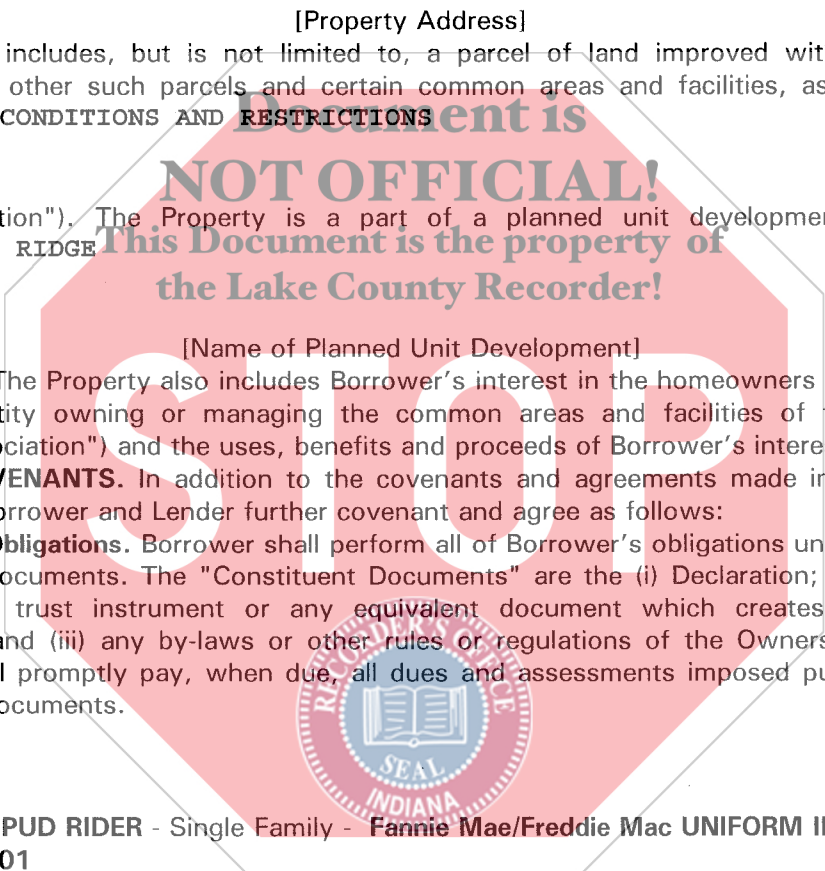 [Property Address]
includes, but is not limited to, a parcel of land improved wit
other such parcels and certain common areas and facilities, as
CONDITIONS AND RESTRICTIONS
Document is
NOT OFFICIAL!
tion"). The Property is a part of a planned unit developmen
RIDGE
This Document is the property of
the Lake County Recorder!
[Name of Planned Unit Development]
The Property also includes Borrower's interest in the homeowners
tity owning or managing the common areas and facilities of
ociation") and the uses, benefits and proceeds of Borrower's intere
VENANTS. In addition to the covenants and agreements made in
orrower and Lender further covenant and agree as follows:
bligations. Borrower shall perform all of Borrower's obligations un
ocuments. The "Constituent Documents" are the (i) Declaration;
trust instrument or any equivalent document which creates
and (iii) any by-laws or other rules or regulations of the Owners
l promptly pay, when due, all dues and assessments imposed pu
ocuments.
STOP
RECORDER'S OFFICE
SEAL
INDIANA
PUD RIDER - Single Family - Fannie Mae/Freddie Mac UNIFORM I
01